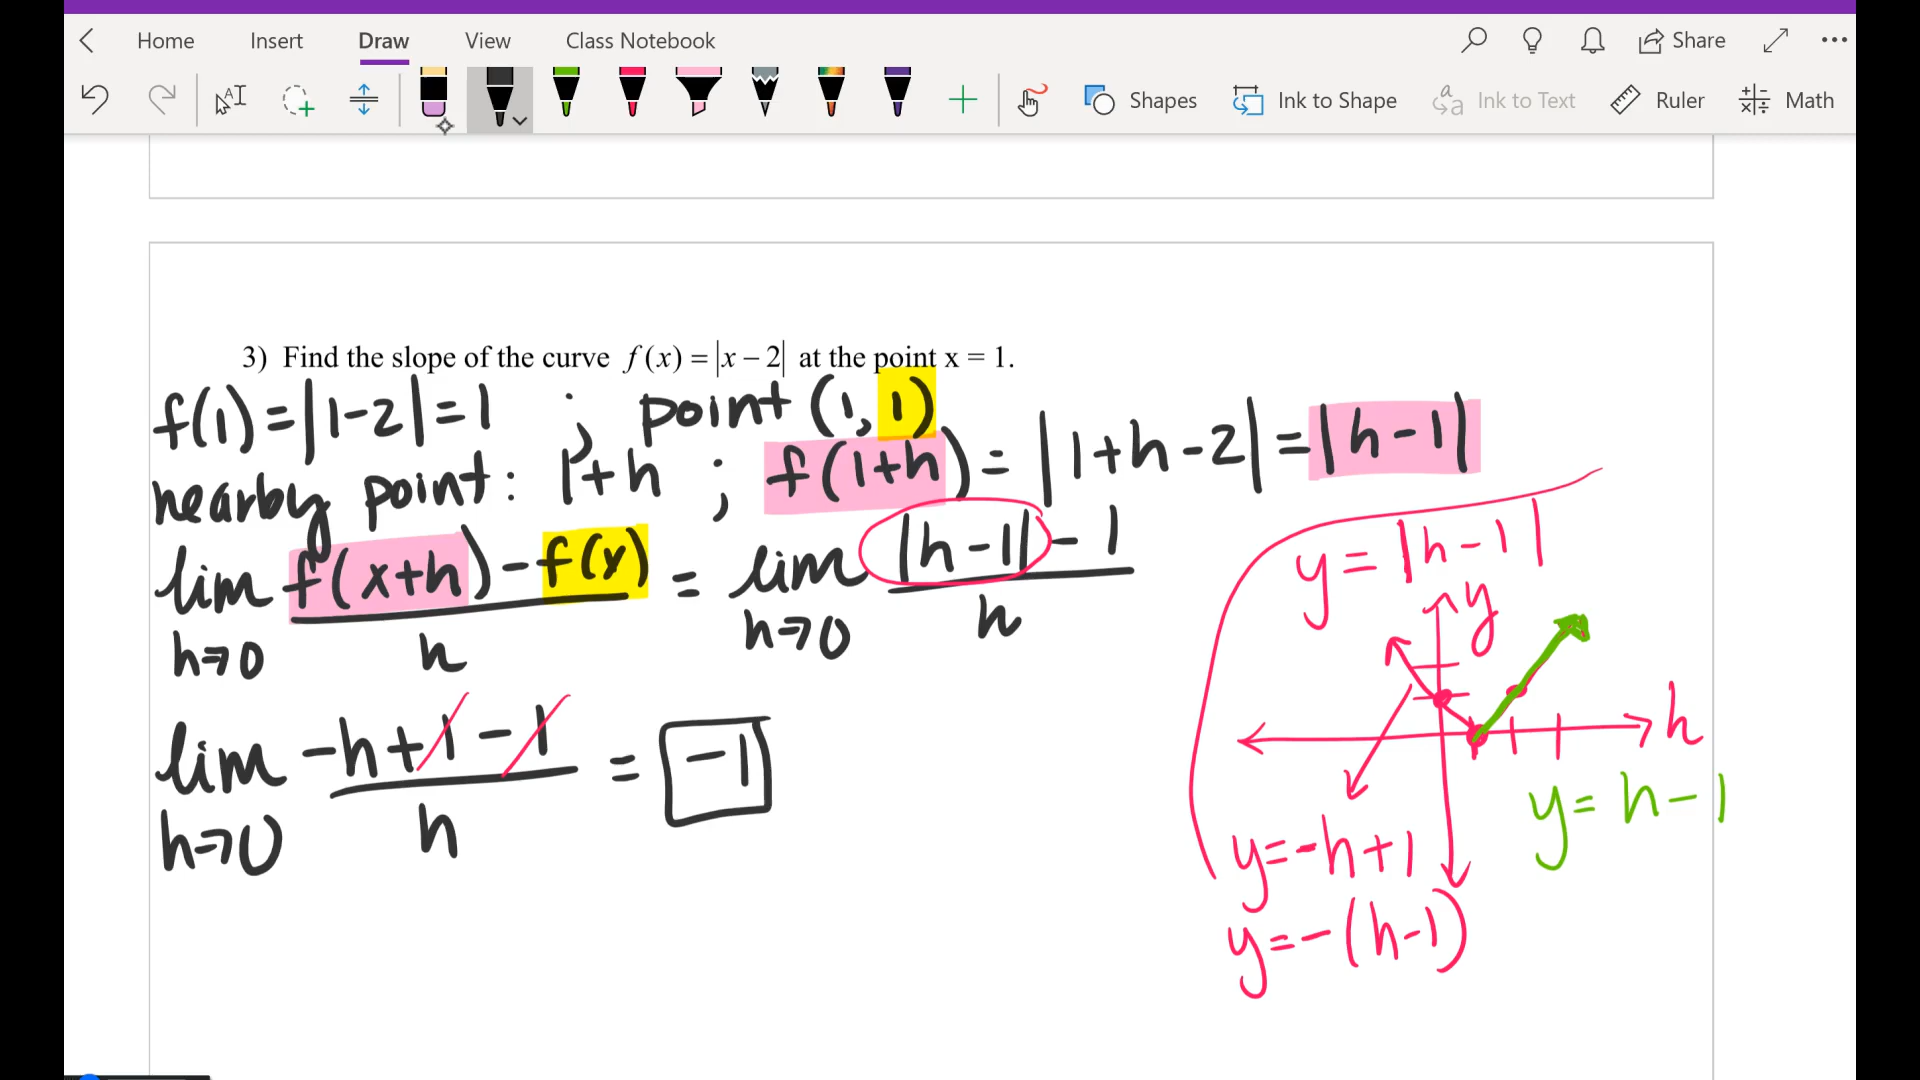 Home Insert Draw View Class Notebook Share
Shapes Ink to Shape Ink to Text Ruler Math
3) Find the slope of the curve f(x) = |x − 2| at the point x = 1.
f(1) = |1-2| = 1 ; point (1, 1)
nearby point: 1+h ; f(1+h) = |1+h-2| = |h-1|
lim h→0 (f(x+h) - f(x))/h = lim h→0 (|h-1| - 1)/h
lim h→0 (-h+1-1)/h = -1
y = |h-1|
y
h
y = h-1
y=-h+1
y=-(h-1)